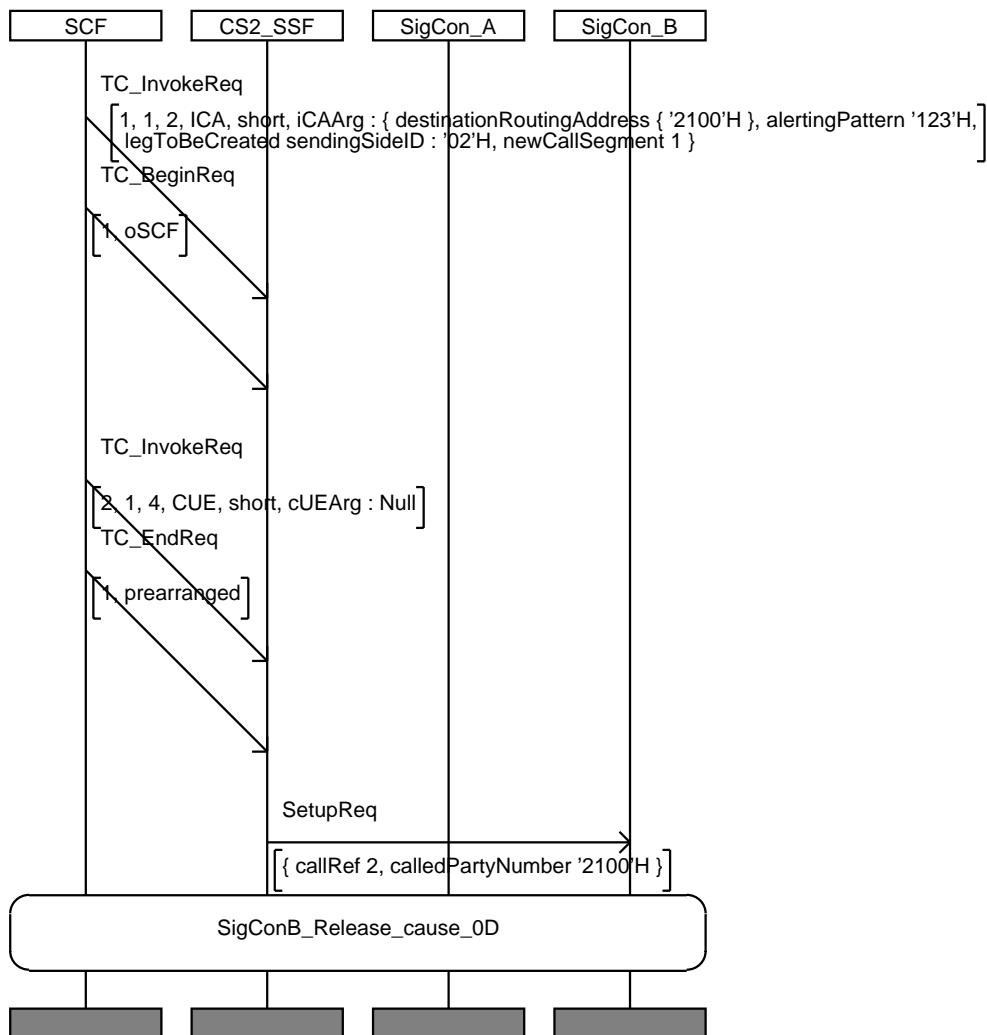 SCF CS2_SSF SigCon_A SigCon_B
TC_InvokeReq
1, 1, 2, ICA, short, iCAArg : { destinationRoutingAddress { '2100'H }, alertingPattern '123'H,
legToBeCreated sendingSideID : '02'H, newCallSegment 1 }
TC_BeginReq
1, oSCF
TC_InvokeReq
2, 1, 4, CUE, short, cUEArg : Null
TC_EndReq
1, prearranged
SetupReq
{ callRef 2, calledPartyNumber '2100'H }
SigConB_Release_cause_0D